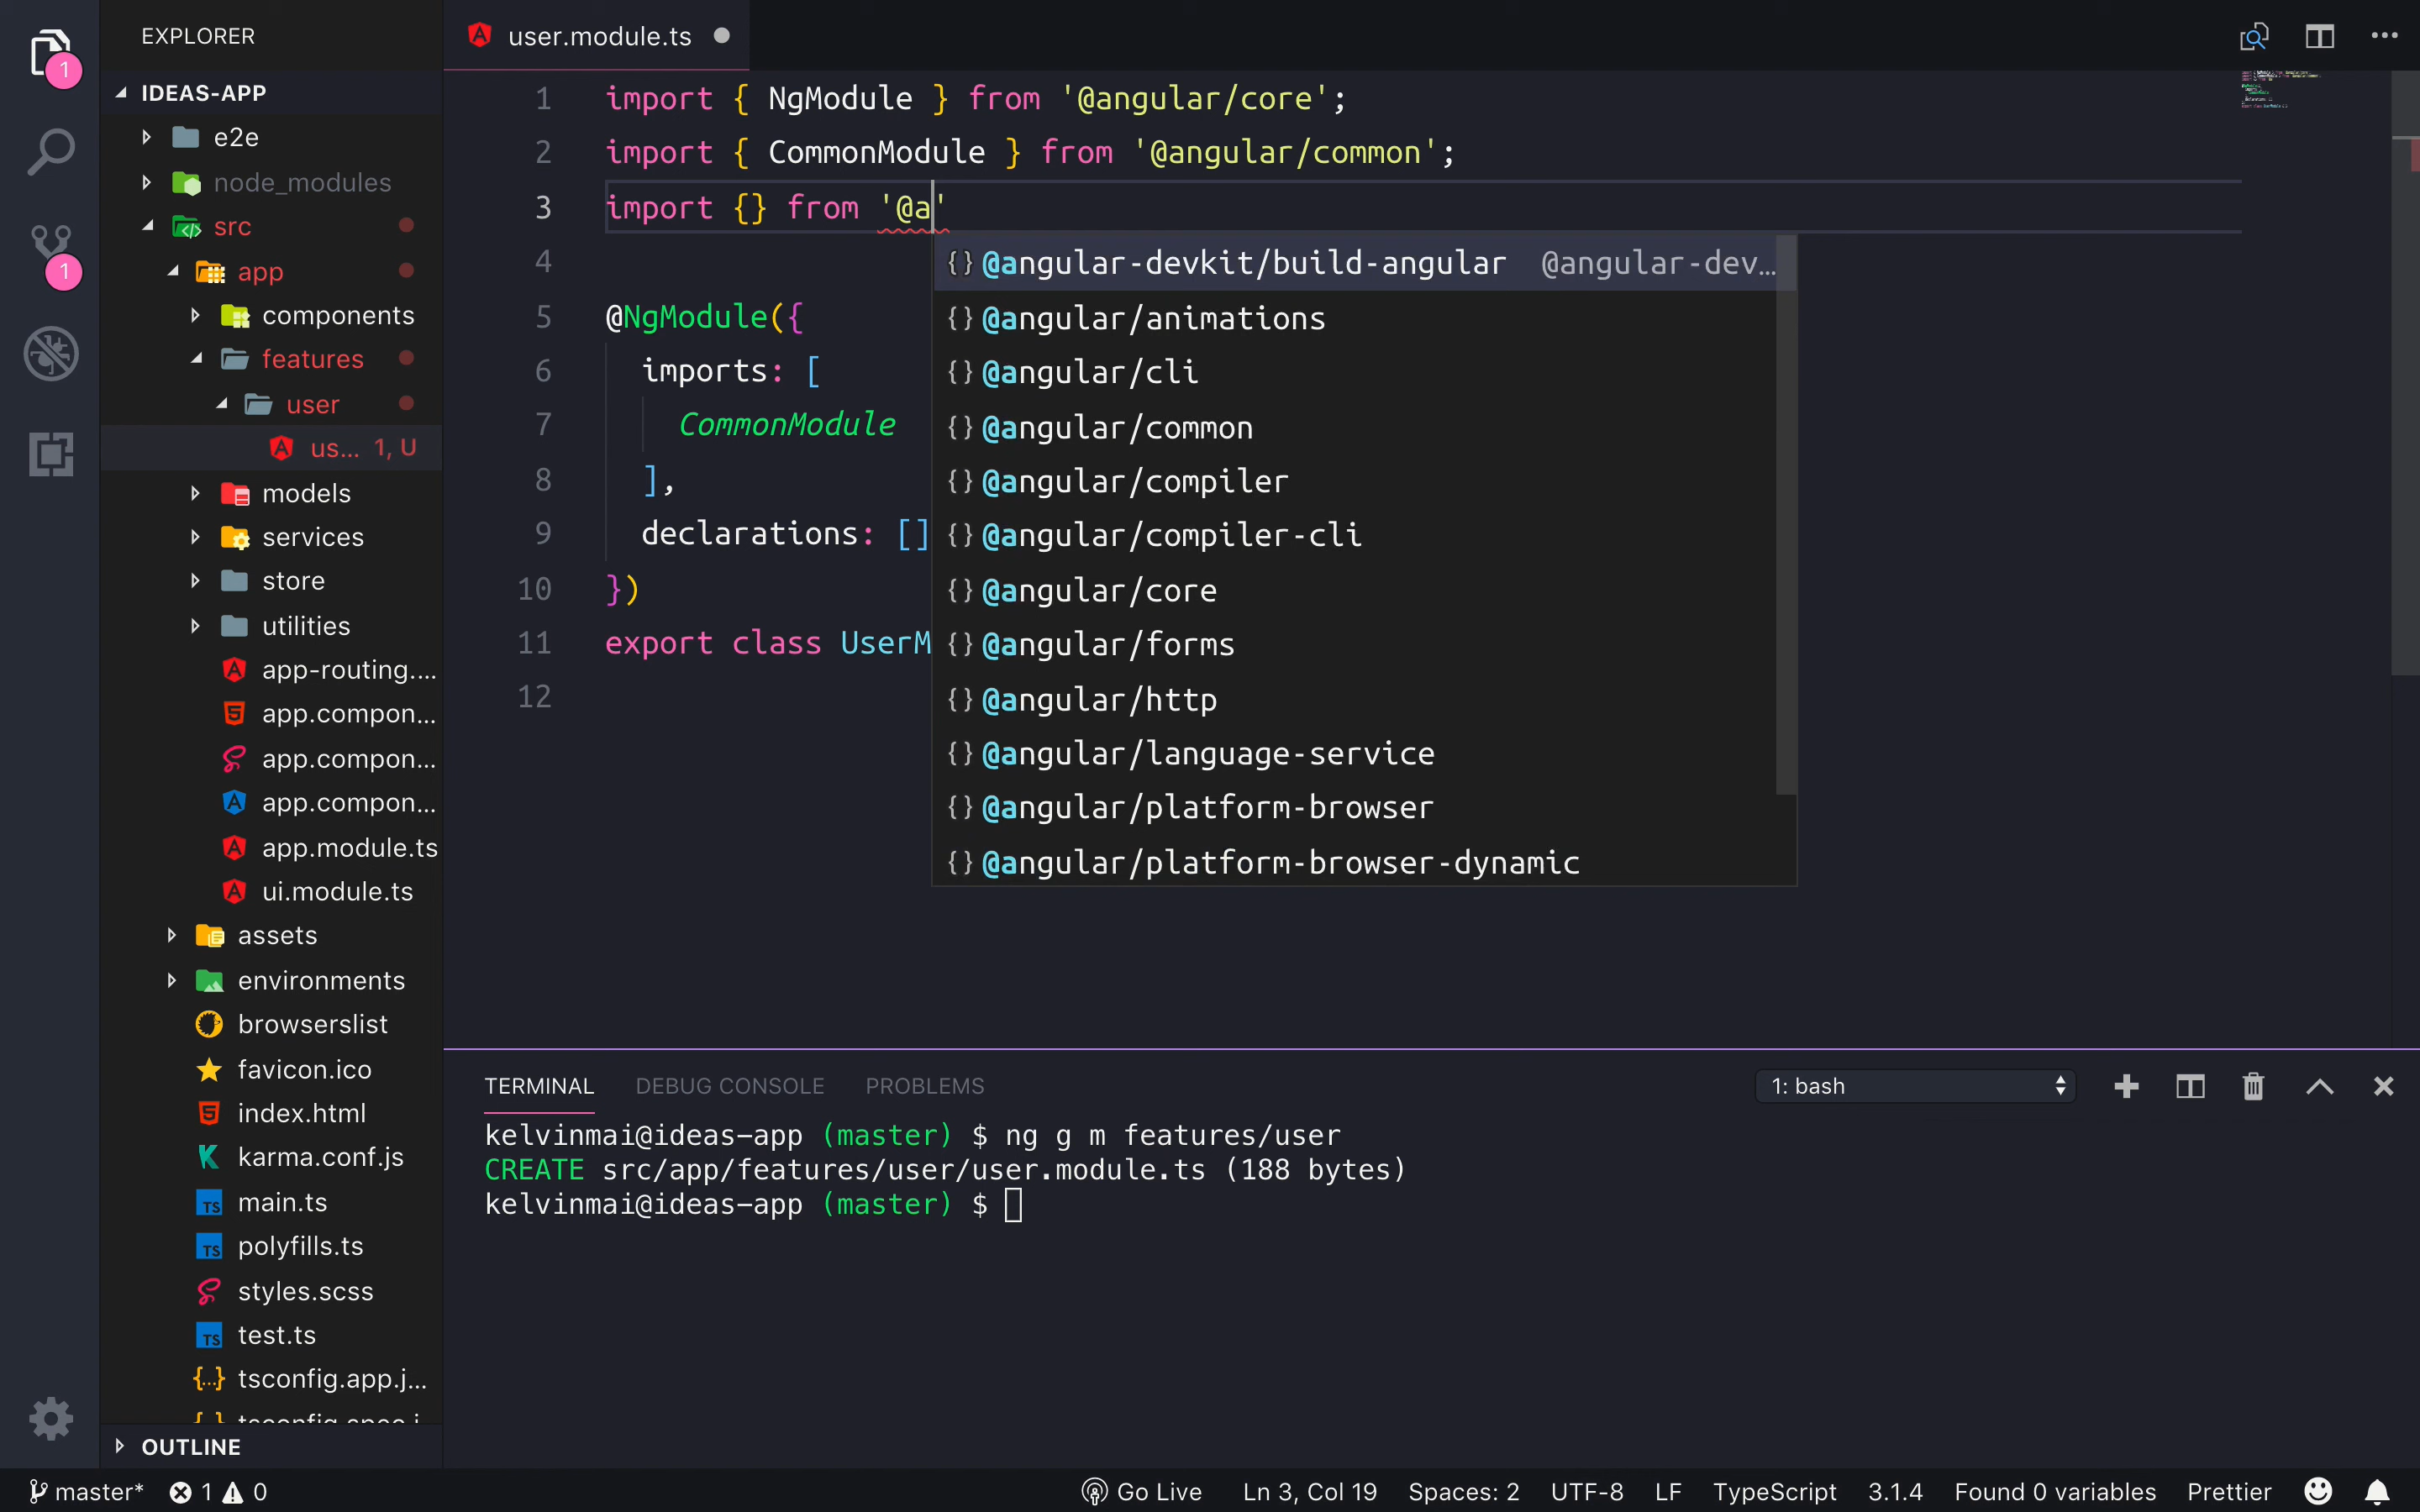 EXPLORER
IDEAS-APP
e2e
node_modules
src
app
components
features
user
us... 1, U
models
services
store
utilities
app-routing....
app.compon...
app.compon...
app.compon...
app.module.ts
ui.module.ts
assets
environments
browserslist
favicon.ico
index.html
karma.conf.js
main.ts
polyfills.ts
styles.scss
test.ts
tsconfig.app.j...
OUTLINE
1
1
user.module.ts
1 import { NgModule } from '@angular/core';
2 import { CommonModule } from '@angular/common';
3 import {} from '@a'
4
5 @NgModule({
6 imports: [
7 CommonModule
8 ],
9 declarations: []
10 })
11 export class UserM
12
{} @angular-devkit/build-angular @angular-dev...
{} @angular/animations
{} @angular/cli
{} @angular/common
{} @angular/compiler
{} @angular/compiler-cli
{} @angular/core
{} @angular/forms
{} @angular/http
{} @angular/language-service
{} @angular/platform-browser
{} @angular/platform-browser-dynamic
TERMINAL DEBUG CONSOLE PROBLEMS 1: bash
kelvinmai@ideas-app (master) $ ng g m features/user
CREATE src/app/features/user/user.module.ts (188 bytes)
kelvinmai@ideas-app (master) $
master* 1 0 Go Live Ln 3, Col 19 Spaces: 2 UTF-8 LF TypeScript 3.1.4 Found 0 variables Prettier